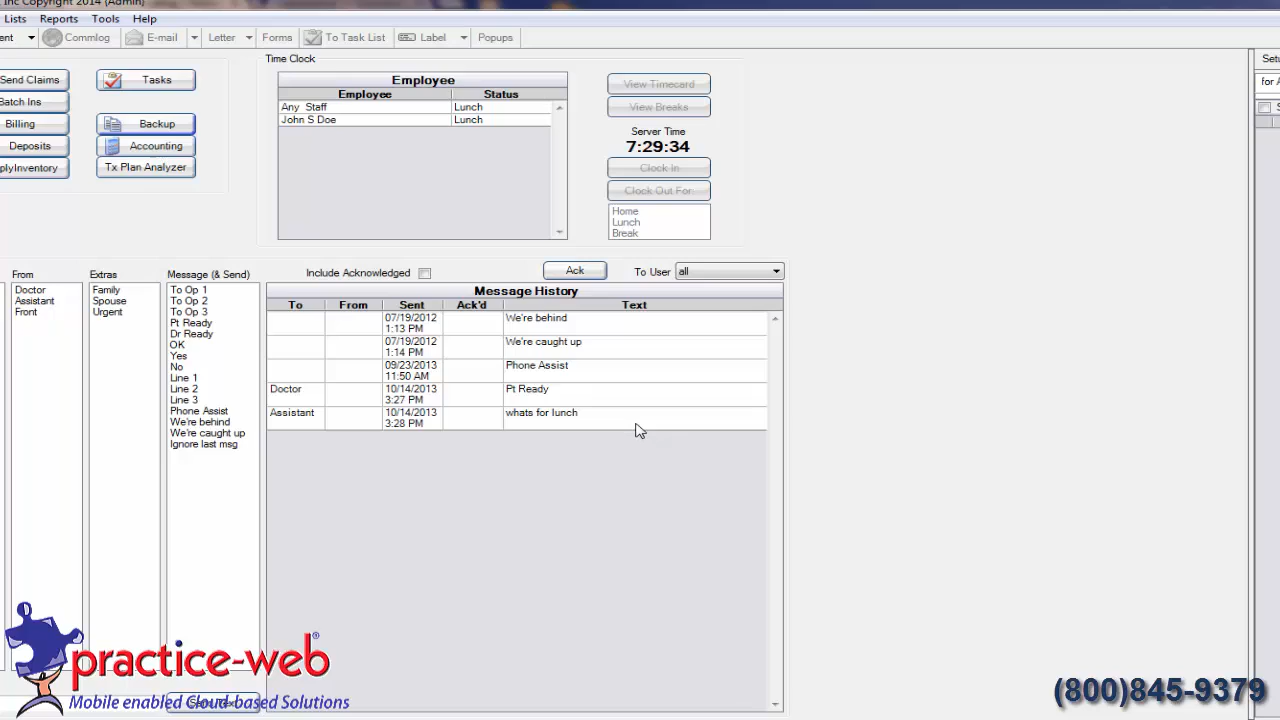 Inc Copyright 2014 (Admin)
Lists Reports Tools Help
ent Commlog E-mail Letter Forms To Task List Label Popups
Time Clock
Setu
Send Claims Tasks
for A
Batch Ins
Billing Backup
Deposits Accounting
plyInventory Tx Plan Analyzer
Employee
Employee Status
Any Staff Lunch
John S Doe Lunch
View Timecard
View Breaks
Server Time
7:29:34
Clock In
Clock Out For:
Home
Lunch
Break
S
From Extras Message (& Send) Include Acknowledged Ack To User all
Doctor
Assistant
Front
Family
Spouse
Urgent
To Op 1
To Op 2
To Op 3
Pt Ready
Dr Ready
OK
Yes
No
Line 1
Line 2
Line 3
Phone Assist
We're behind
We're caught up
Ignore last msg
Message History
To From Sent Ack'd Text
07/19/2012 We're behind
1:13 PM
07/19/2012 We're caught up
1:14 PM
09/23/2013 Phone Assist
11:50 AM
Doctor 10/14/2013 Pt Ready
3:27 PM
Assistant 10/14/2013 whats for lunch
3:28 PM
practice-web®
Mobile enabled Cloud-based Solutions
(800)845-9379